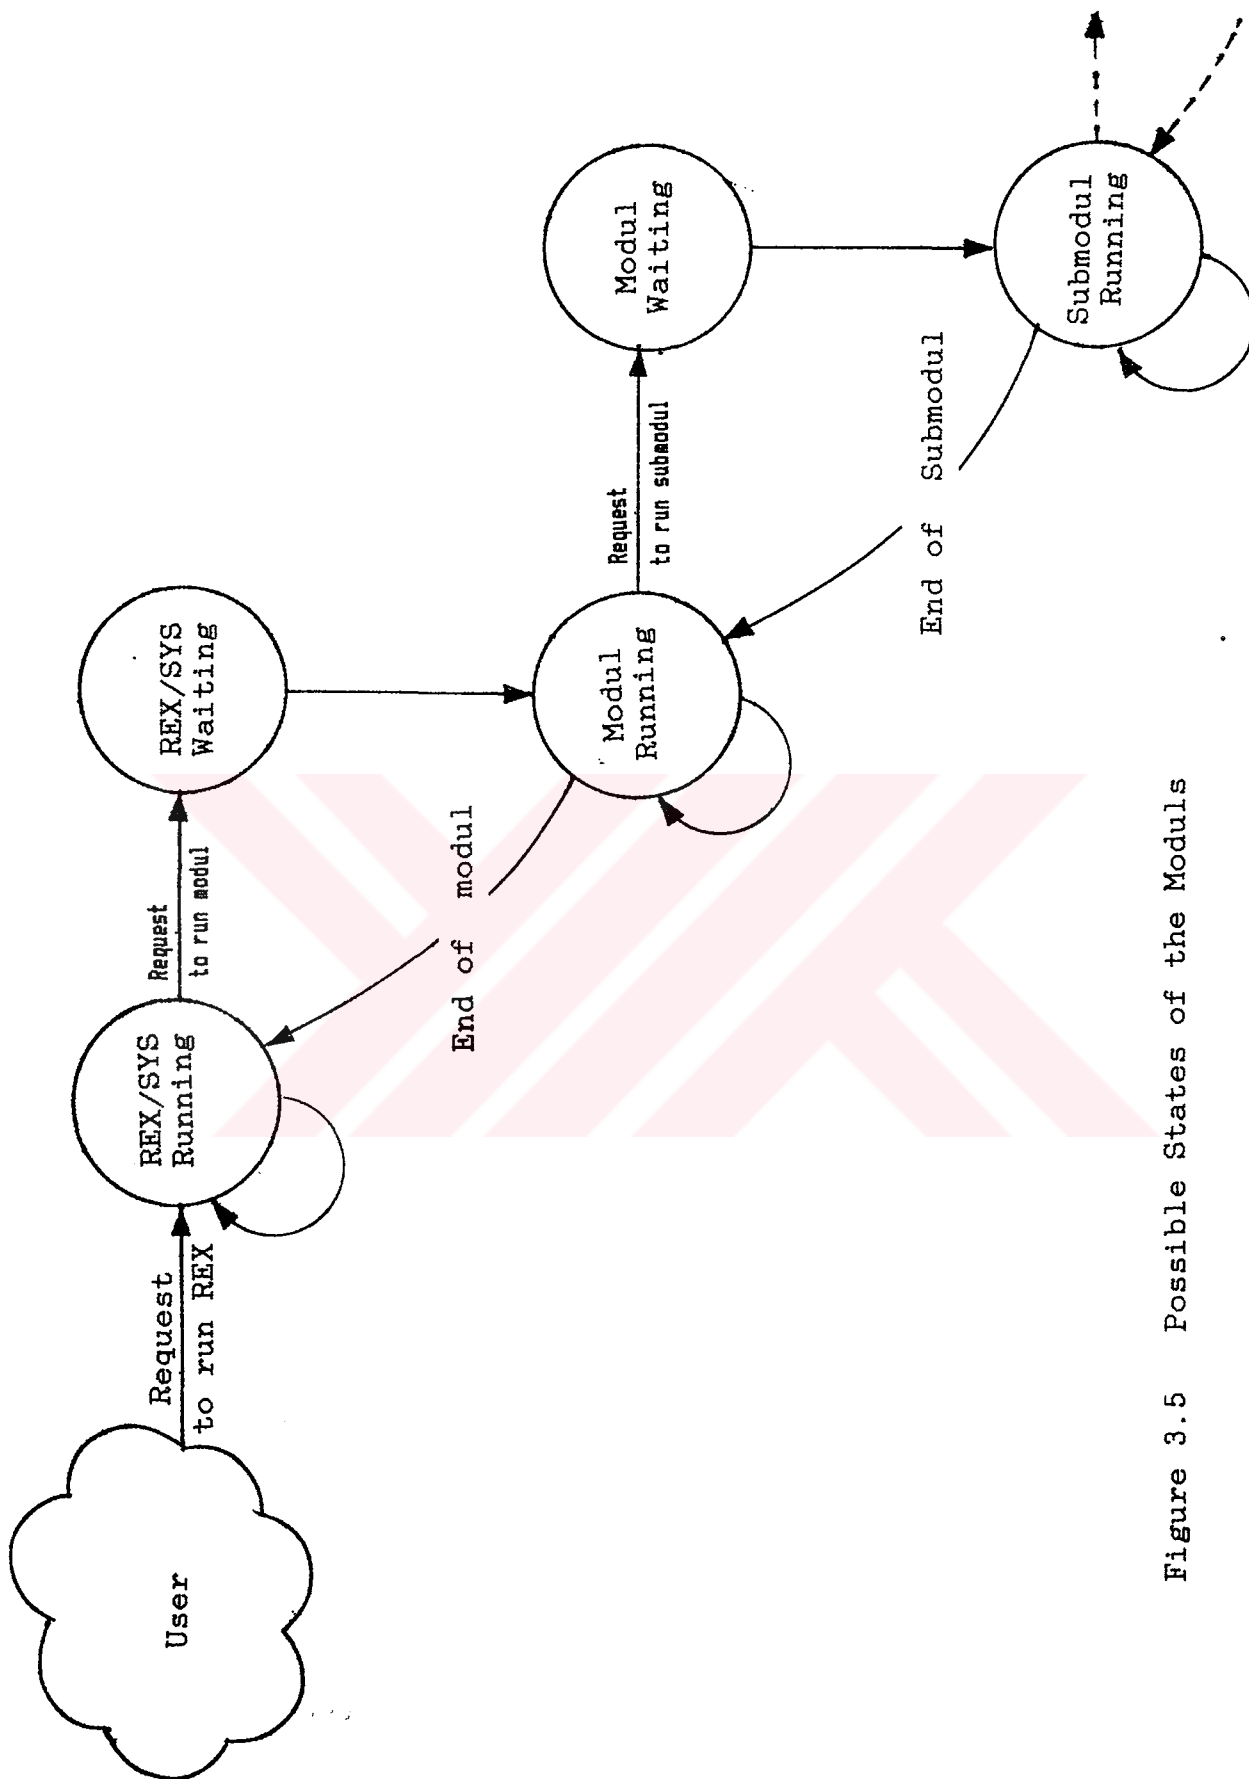 User
Request
to run REX
REX/SYS
Running
Request
to run modul
REX/SYS
Waiting
End of modul
Modul
Running
Request
to run submodul
Modul
Waiting
End of Submodul
Submodul
Running
Figure 3.5 Possible States of the Moduls